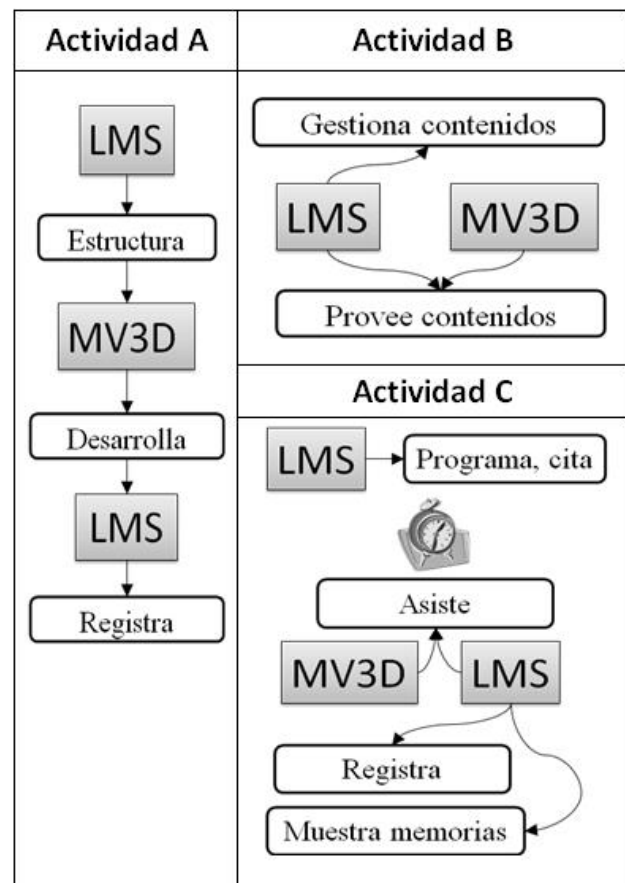 Actividad A
LMS
Estructura
MV3D
Desarrolla
LMS
Registra
Actividad B
Gestiona contenidos
LMS
MV3D
Provee contenidos
Actividad C
LMS
Programa, cita
Asiste
MV3D
LMS
Registra
Muestra memorias